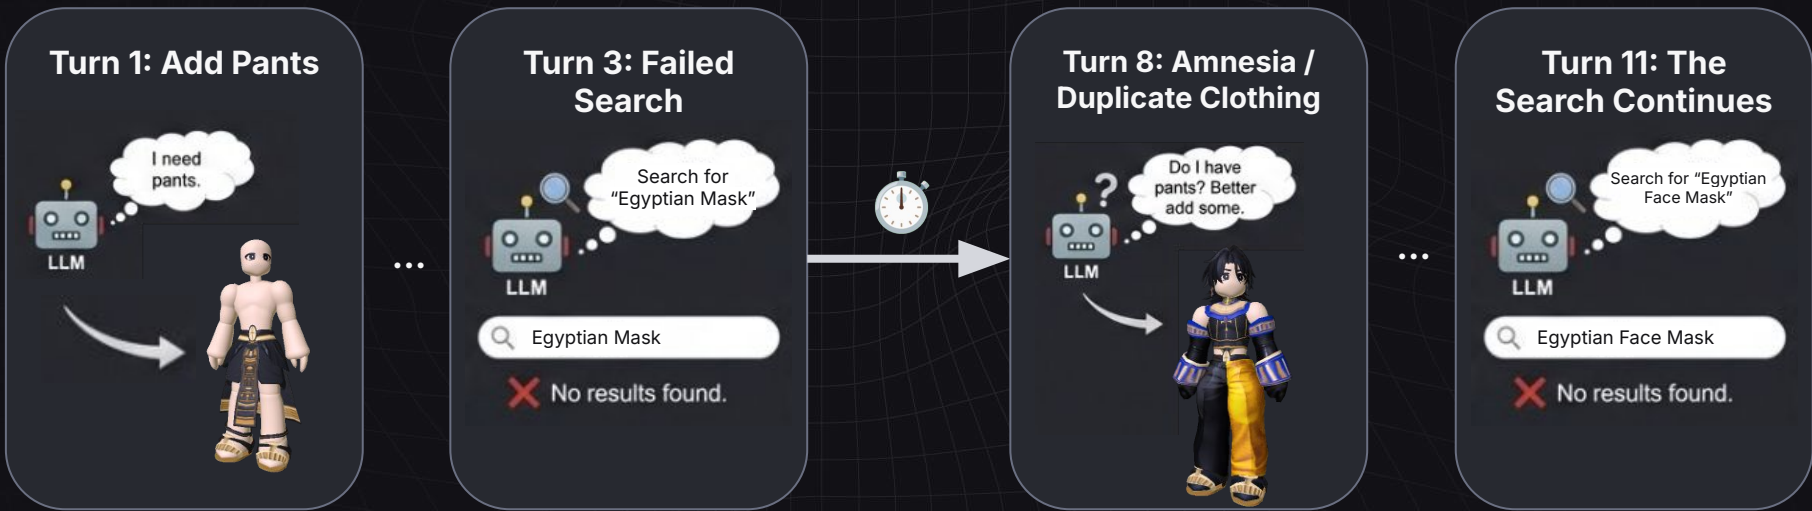 Turn 1: Add Pants
I need
pants.
LLM
...
Turn 3: Failed
Search
Search for
“Egyptian Mask”
LLM
Egyptian Mask
No results found.
Turn 8: Amnesia /
Duplicate Clothing
?
Do I have
pants? Better
add some.
LLM
...
Turn 11: The
Search Continues
Search for “Egyptian
Face Mask”
LLM
Egyptian Face Mask
No results found.